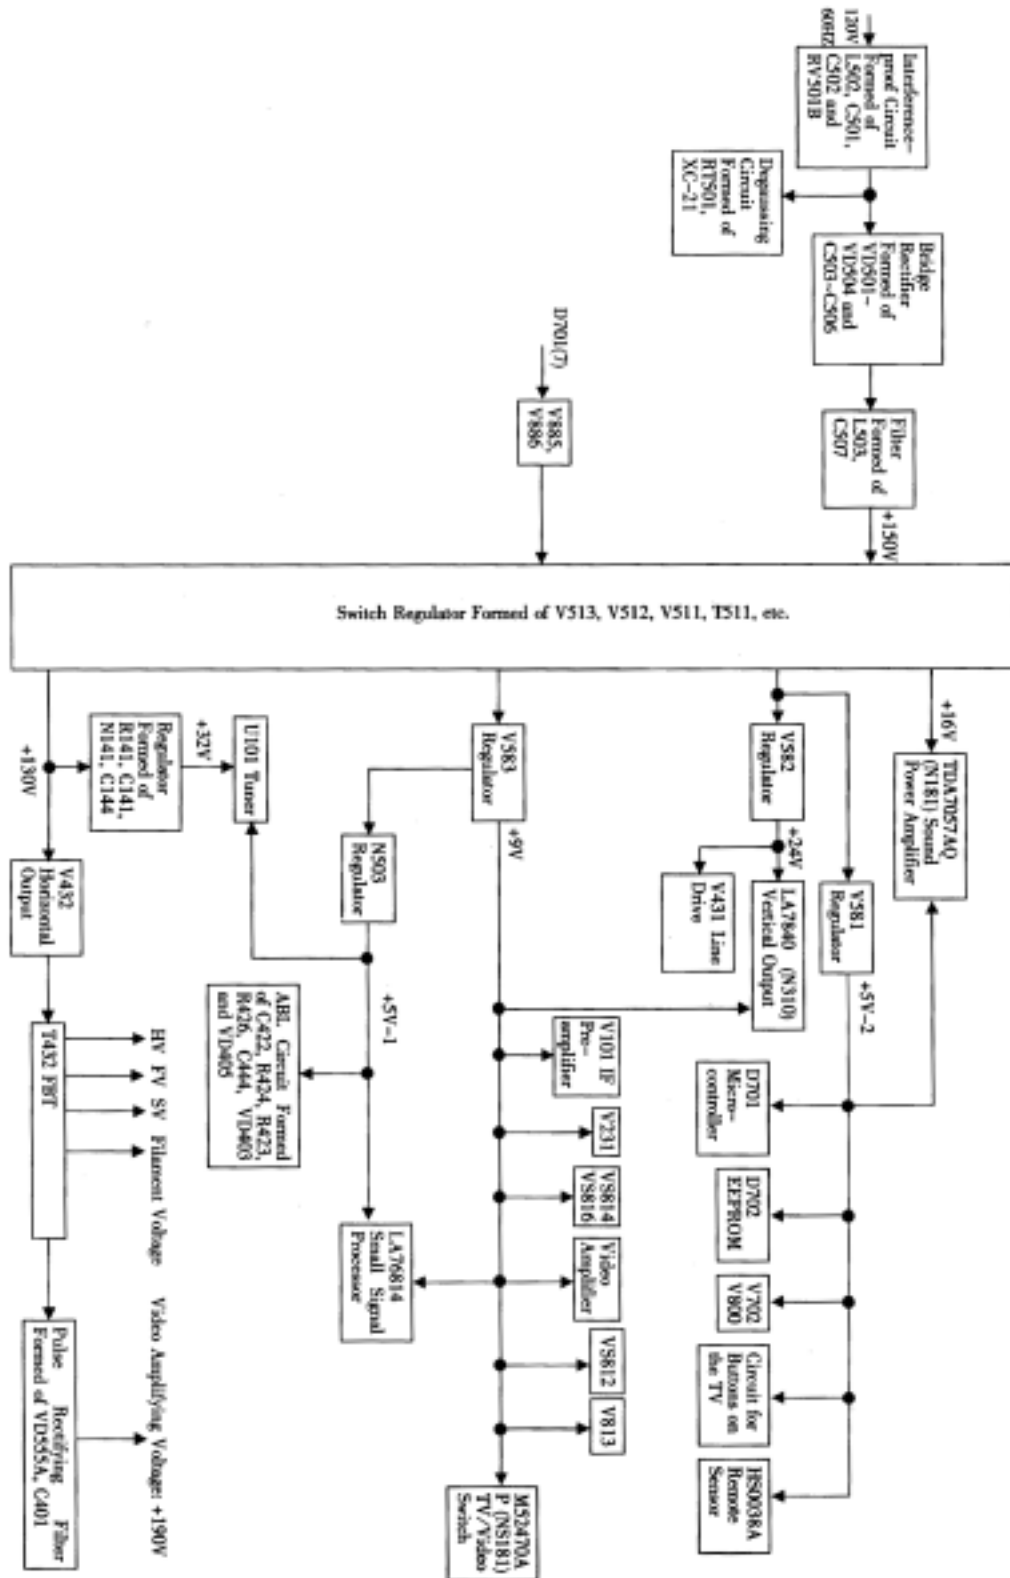 120V
60HZ
Interference-
proof Circuit
Formed of
L502, C501,
C502 and
RV501B
Degaussing
Circuit
Formed of
RT501,
XC-21
Bridge
Rectifier
Formed of
VD501-
VD504 and
C503~C506
Filter
Formed of
L503,
C507
+150V
D701(7)
V885,
V886
Switch Regulator Formed of V513, V512, V511, T511, etc.
+16V
TDA7057AQ
(N181) Sound
Power Amplifier
V581
Regulator
+5V-2
V582
Regulator
+24V
LA7840 (N310)
Vertical Output
V431 Line
Drive
D701
Micro-
controller
D702
EEPROM
V702
V800
Circuit for
Buttons on
the TV
HS0038A
Remote
Sensor
V583
Regulator
+9V
V101 IF
Pre-
amplifier
V231
VS814
VS816
Video
Amplifier
VS812
V813
M52470A
P (NS181)
TV/Video
Switch
N503
Regulator
+5V-1
LA76814
Small Signal
Processor
ABL Circuit Formed
of C422, R424, R423,
R426, C444, VD403
and VD405
U101 Tuner
+32V
Regulator
Formed of
R141, C141,
N141, C144
+130V
V432
Horizontal
Output
T432 FBT
HV FV SV Filament Voltage Video Amplifying Voltage: +190V
Pulse Rectifying Filter
Formed of VD555A, C401